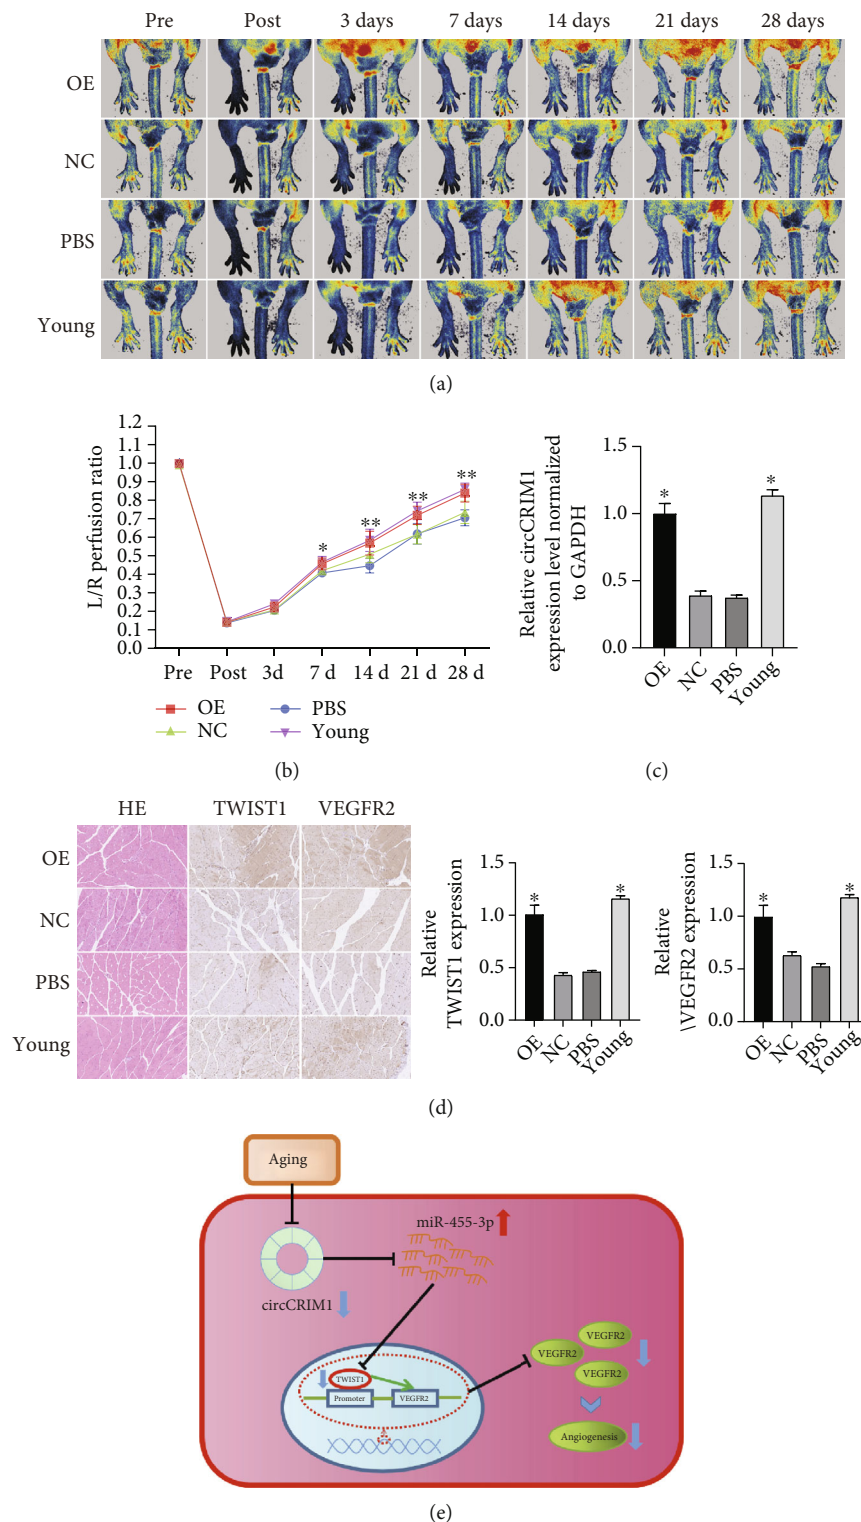 Pre Post 3 days 7 days 14 days 21 days 28 days
OE
NC
PBS
Young
(a)
L/R perfusion ratio
1.2
1.1
1.0
0.9
0.8
0.7
0.6
0.5
0.4
0.3
0.2
0.1
0.0
* ** ** **
Pre Post 3d 7 d 14 d 21 d 28 d
OE PBS
NC Young
(b)
Relative circCRIM1
expression level normalized
to GAPDH
1.5
1.0
0.5
0.0
* *
OE NC PBS Young
(c)
HE TWIST1 VEGFR2
OE
NC
PBS
Young
Relative
TWIST1 expression
1.5
1.0
0.5
0.0
* *
OE NC PBS Young
Relative
\VEGFR2 expression
1.5
1.0
0.5
0.0
* *
OE NC PBS Young
(d)
Aging
miR-455-3p
circCRIM1
TWIST1
Promoter VEGFR2
VEGFR2
VEGFR2
VEGFR2
Angiogenesis
(e)